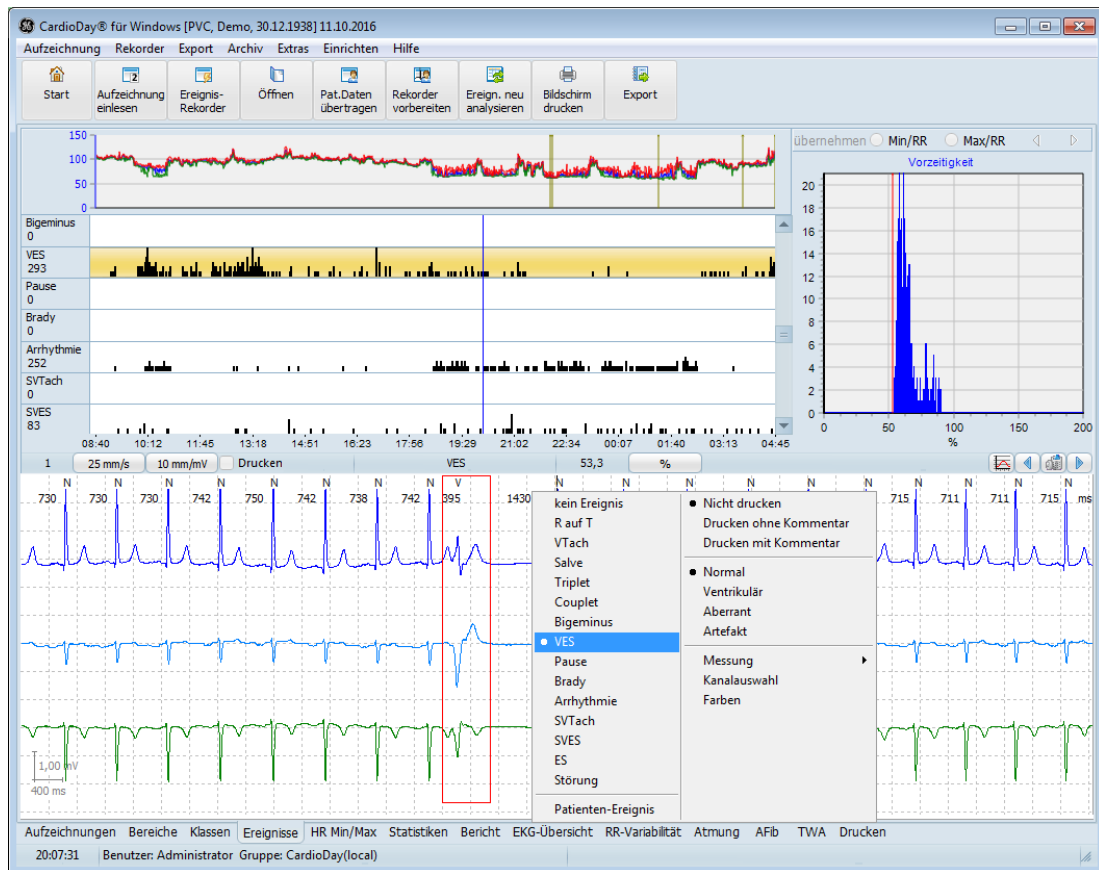 CardioDay® für Windows [PVC, Demo, 30.12.1938] 11.10.2016
Aufzeichnung Rekorder Export Archiv Extras Einrichten Hilfe
Start
Aufzeichnung einlesen
Ereignis-Rekorder
Öffnen
Pat.Daten übertragen
Rekorder vorbereiten
Ereign. neu analysieren
Bildschirm drucken
Export
150
100
50
0
übernehmen Min/RR Max/RR
Vorzeitigkeit
20
18
16
14
12
10
8
6
4
2
0
0 50 100 150 200
%
Bigeminus
0
VES
293
Pause
0
Brady
0
Arrhythmie
252
SVTach
0
SVES
83
08:40 10:12 11:45 13:18 14:51 16:23 17:56 19:29 21:02 22:34 00:07 01:40 03:13 04:45
1 25 mm/s 10 mm/mV Drucken VES 53,3 %
N N N N N N N N V N N N N N N N N N N N
730 730 730 742 750 742 738 742 395 1430 715 711 711 715 ms
kein Ereignis
R auf T
VTach
Salve
Triplet
Couplet
Bigeminus
VES
Pause
Brady
Arrhythmie
SVTach
SVES
ES
Störung
Patienten-Ereignis
Nicht drucken
Drucken ohne Kommentar
Drucken mit Kommentar
Normal
Ventrikulär
Aberrant
Artefakt
Messung
Kanalauswahl
Farben
1,00 mV
400 ms
Aufzeichnungen Bereiche Klassen Ereignisse HR Min/Max Statistiken Bericht EKG-Übersicht RR-Variabilität Atmung AFib TWA Drucken
20:07:31 Benutzer: Administrator Gruppe: CardioDay(local)